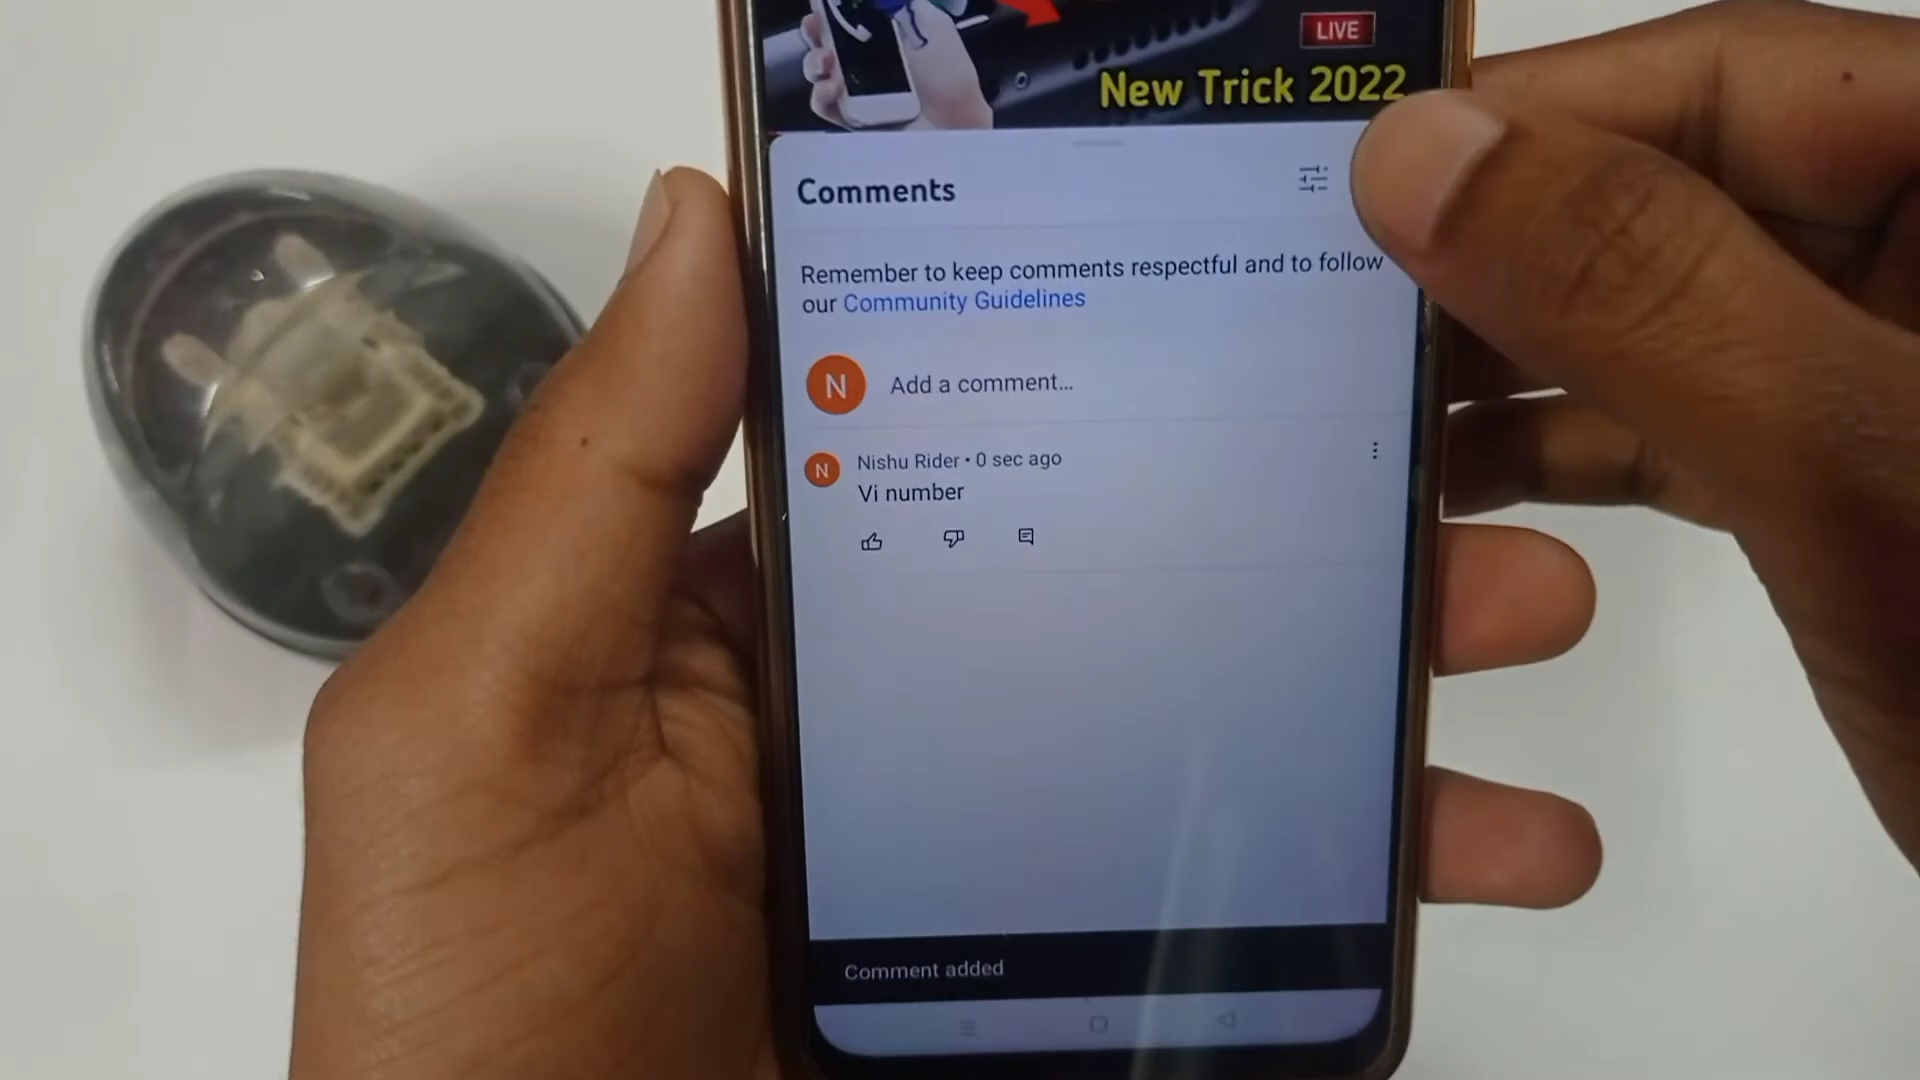 LIVE
New Trick 2022
Comments
Remember to keep comments respectful and to follow
our Community Guidelines
N Add a comment...
N Nishu Rider • 0 sec ago
Vi number
Comment added